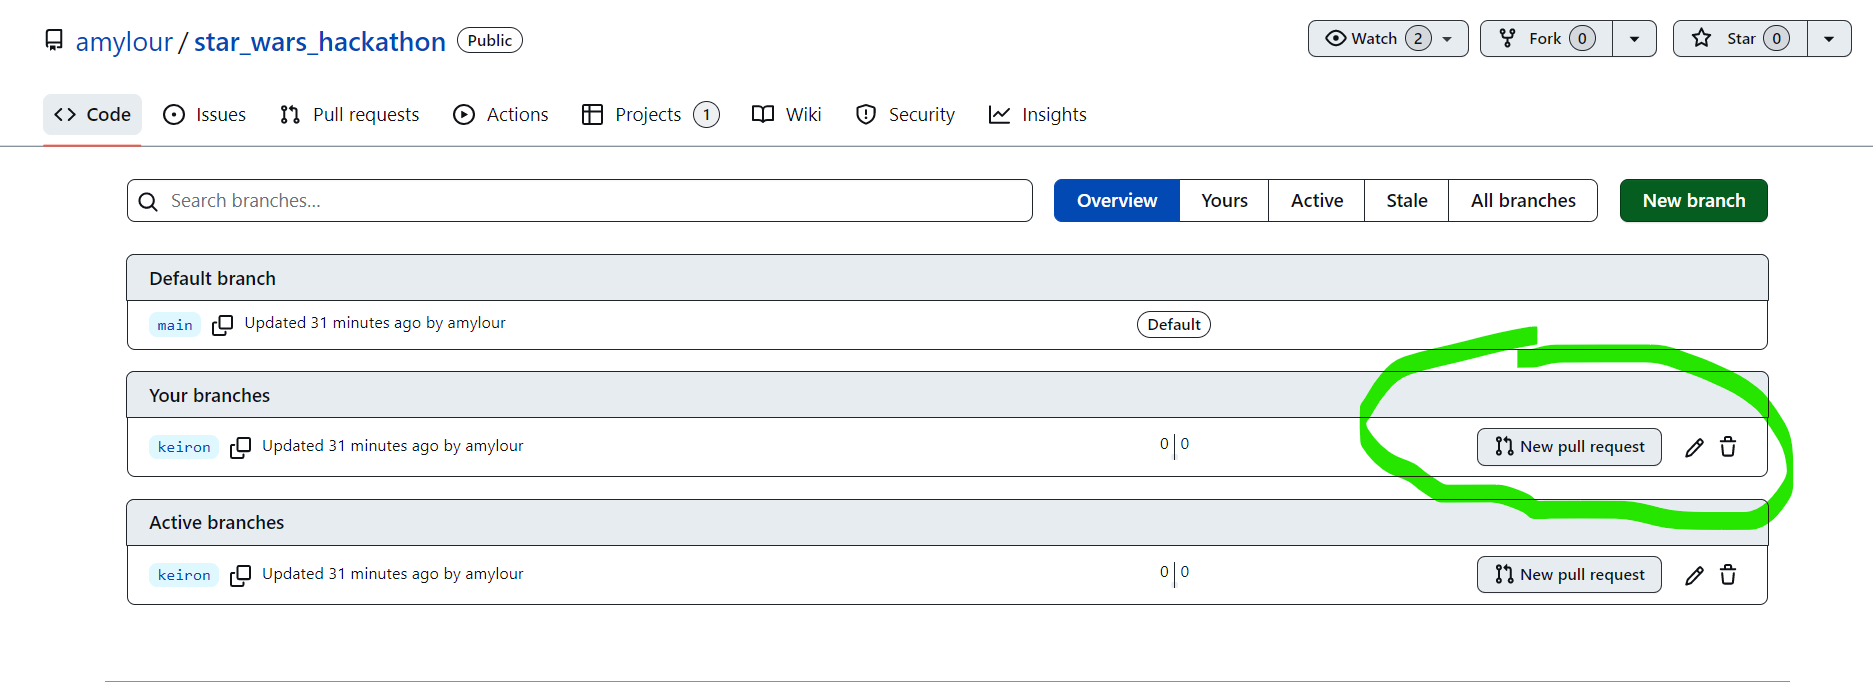 amylour / star_wars_hackathon Public
Watch 2 Fork 0 Star 0
Code Issues Pull requests Actions Projects 1 Wiki Security Insights
Search branches... Overview Yours Active Stale All branches New branch
Default branch
main Updated 31 minutes ago by amylour Default
Your branches
keiron Updated 31 minutes ago by amylour 0 | 0 New pull request
Active branches
keiron Updated 31 minutes ago by amylour 0 | 0 New pull request